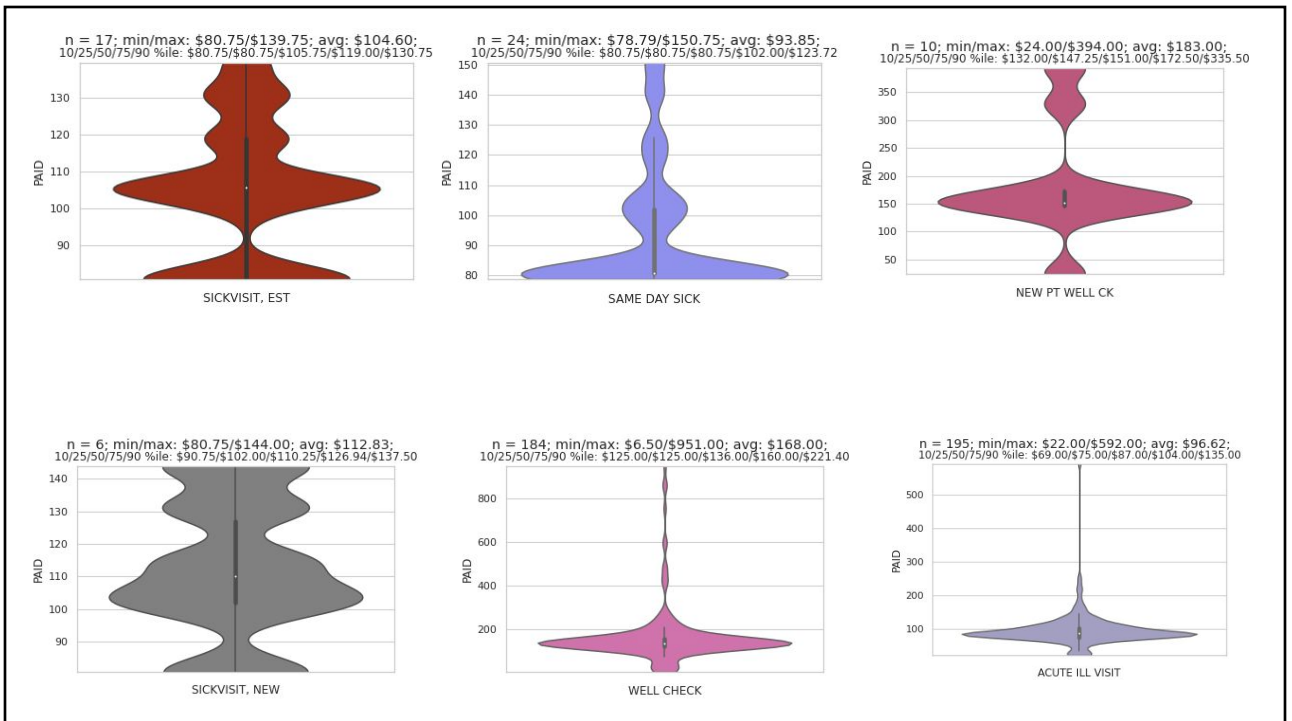 n = 17; min/max: $80.75/$139.75; avg: $104.60;
10/25/50/75/90 %ile: $80.75/$80.75/$105.75/$119.00/$130.75
130
120
110
100
90
PAID
SICKVISIT, EST
n = 24; min/max: $78.79/$150.75; avg: $93.85;
10/25/50/75/90 %ile: $80.75/$80.75/$80.75/$102.00/$123.72
150
140
130
120
110
100
90
80
PAID
SAME DAY SICK
n = 10; min/max: $24.00/$394.00; avg: $183.00;
10/25/50/75/90 %ile: $132.00/$147.25/$151.00/$172.50/$335.50
350
300
250
200
150
100
50
PAID
NEW PT WELL CK
n = 6; min/max: $80.75/$144.00; avg: $112.83;
10/25/50/75/90 %ile: $90.75/$102.00/$110.25/$126.94/$137.50
140
130
120
110
100
90
PAID
SICKVISIT, NEW
n = 184; min/max: $6.50/$951.00; avg: $168.00;
10/25/50/75/90 %ile: $125.00/$125.00/$136.00/$160.00/$221.40
800
600
400
200
PAID
WELL CHECK
n = 195; min/max: $22.00/$592.00; avg: $96.62;
10/25/50/75/90 %ile: $69.00/$75.00/$87.00/$104.00/$135.00
500
400
300
200
100
PAID
ACUTE ILL VISIT